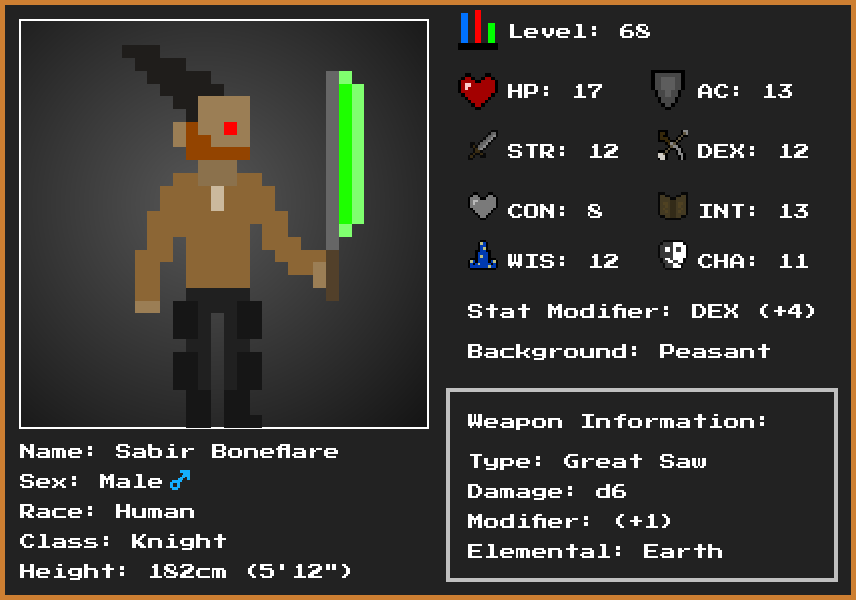 Level: 68
HP: 17
AC: 13
STR: 12
DEX: 12
CON: 8
INT: 13
WIS: 12
CHA: 11
Stat Modifier: DEX (+4)
Background: Peasant
Weapon Information:
Type: Great Saw
Damage: d6
Modifier: (+1)
Elemental: Earth
Name: Sabir Boneflare
Sex: Male♂
Race: Human
Class: Knight
Height: 182cm (5'12")